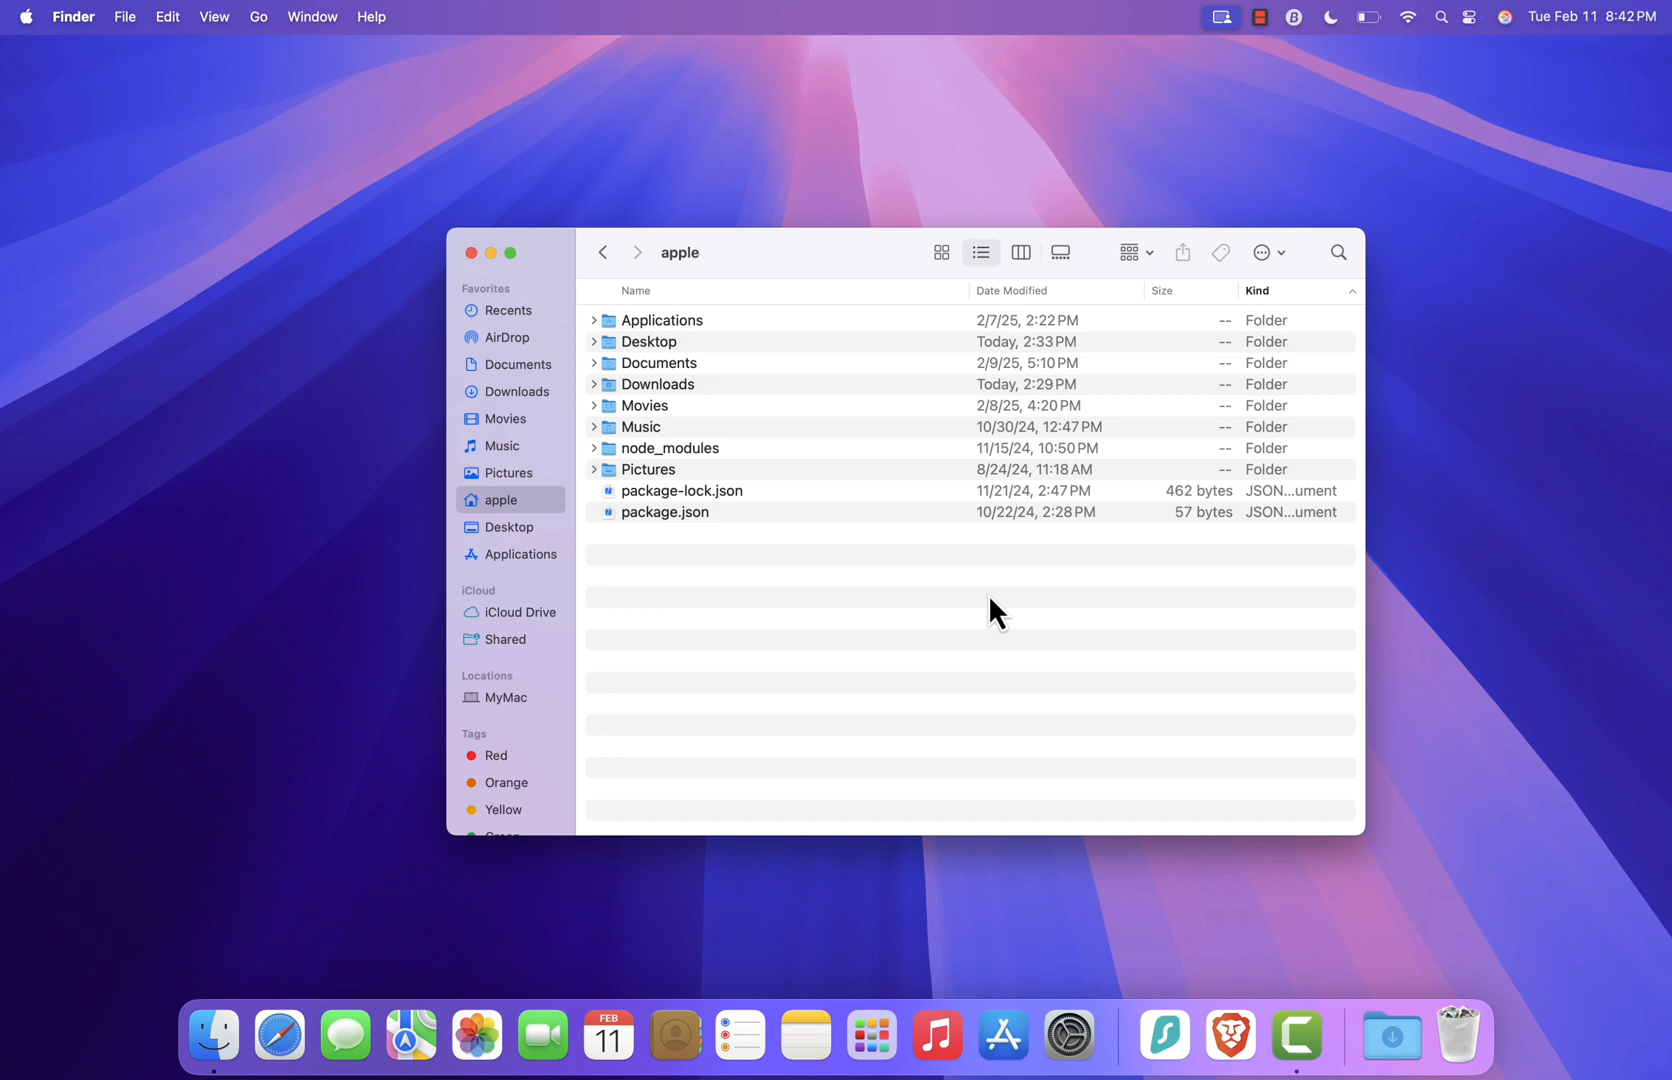 Finder File Edit View Go Window Help Tue Feb 11 8:42 PM
apple
Favorites
Recents
AirDrop
Documents
Downloads
Movies
Music
Pictures
apple
Desktop
Applications
iCloud
iCloud Drive
Shared
Locations
MyMac
Tags
Red
Orange
Yellow
Name Date Modified Size Kind
Applications 2/7/25, 2:22 PM -- Folder
Desktop Today, 2:33 PM -- Folder
Documents 2/9/25, 5:10 PM -- Folder
Downloads Today, 2:29 PM -- Folder
Movies 2/8/25, 4:20 PM -- Folder
Music 10/30/24, 12:47 PM -- Folder
node_modules 11/15/24, 10:50 PM -- Folder
Pictures 8/24/24, 11:18 AM -- Folder
package-lock.json 11/21/24, 2:47 PM 462 bytes JSON...ument
package.json 10/22/24, 2:28 PM 57 bytes JSON...ument
FEB
11